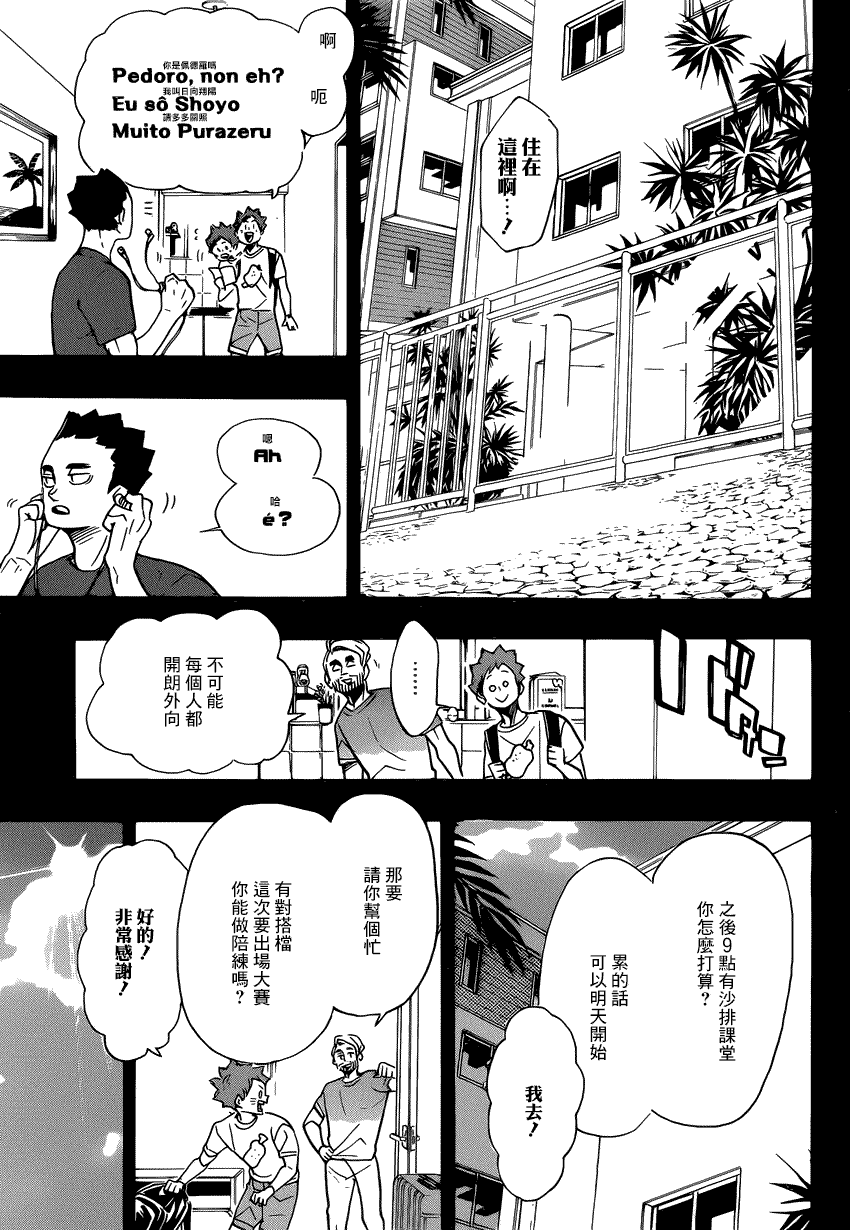 住在
這裡啊…!
啊
呃
你是佩德羅嗎
Pedoro, non eh?
我叫日向翔陽
Eu sô Shoyo
請多多關照
Muito Purazeru
嗯
Ah
哈
é?
……
不可能
每個人都
開朗外向
之後9點有沙排課堂
你怎麼打算?
累的話
可以明天開始
我去!
那要
請你幫個忙
有對搭檔
這次要出場大賽
你能做陪練嗎?
好的!
非常感謝!